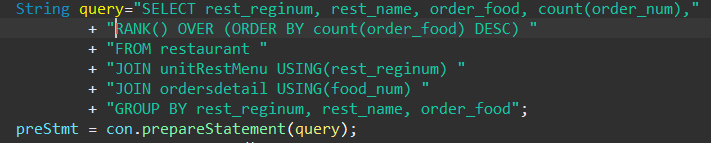 String query="SELECT rest_reginum, rest_name, order_food, count(order_num),"
+ "RANK() OVER (ORDER BY count(order_food) DESC) "
+ "FROM restaurant "
+ "JOIN unitRestMenu USING(rest_reginum) "
+ "JOIN ordersdetail USING(food_num) "
+ "GROUP BY rest_reginum, rest_name, order_food";
preStmt = con.prepareStatement(query);